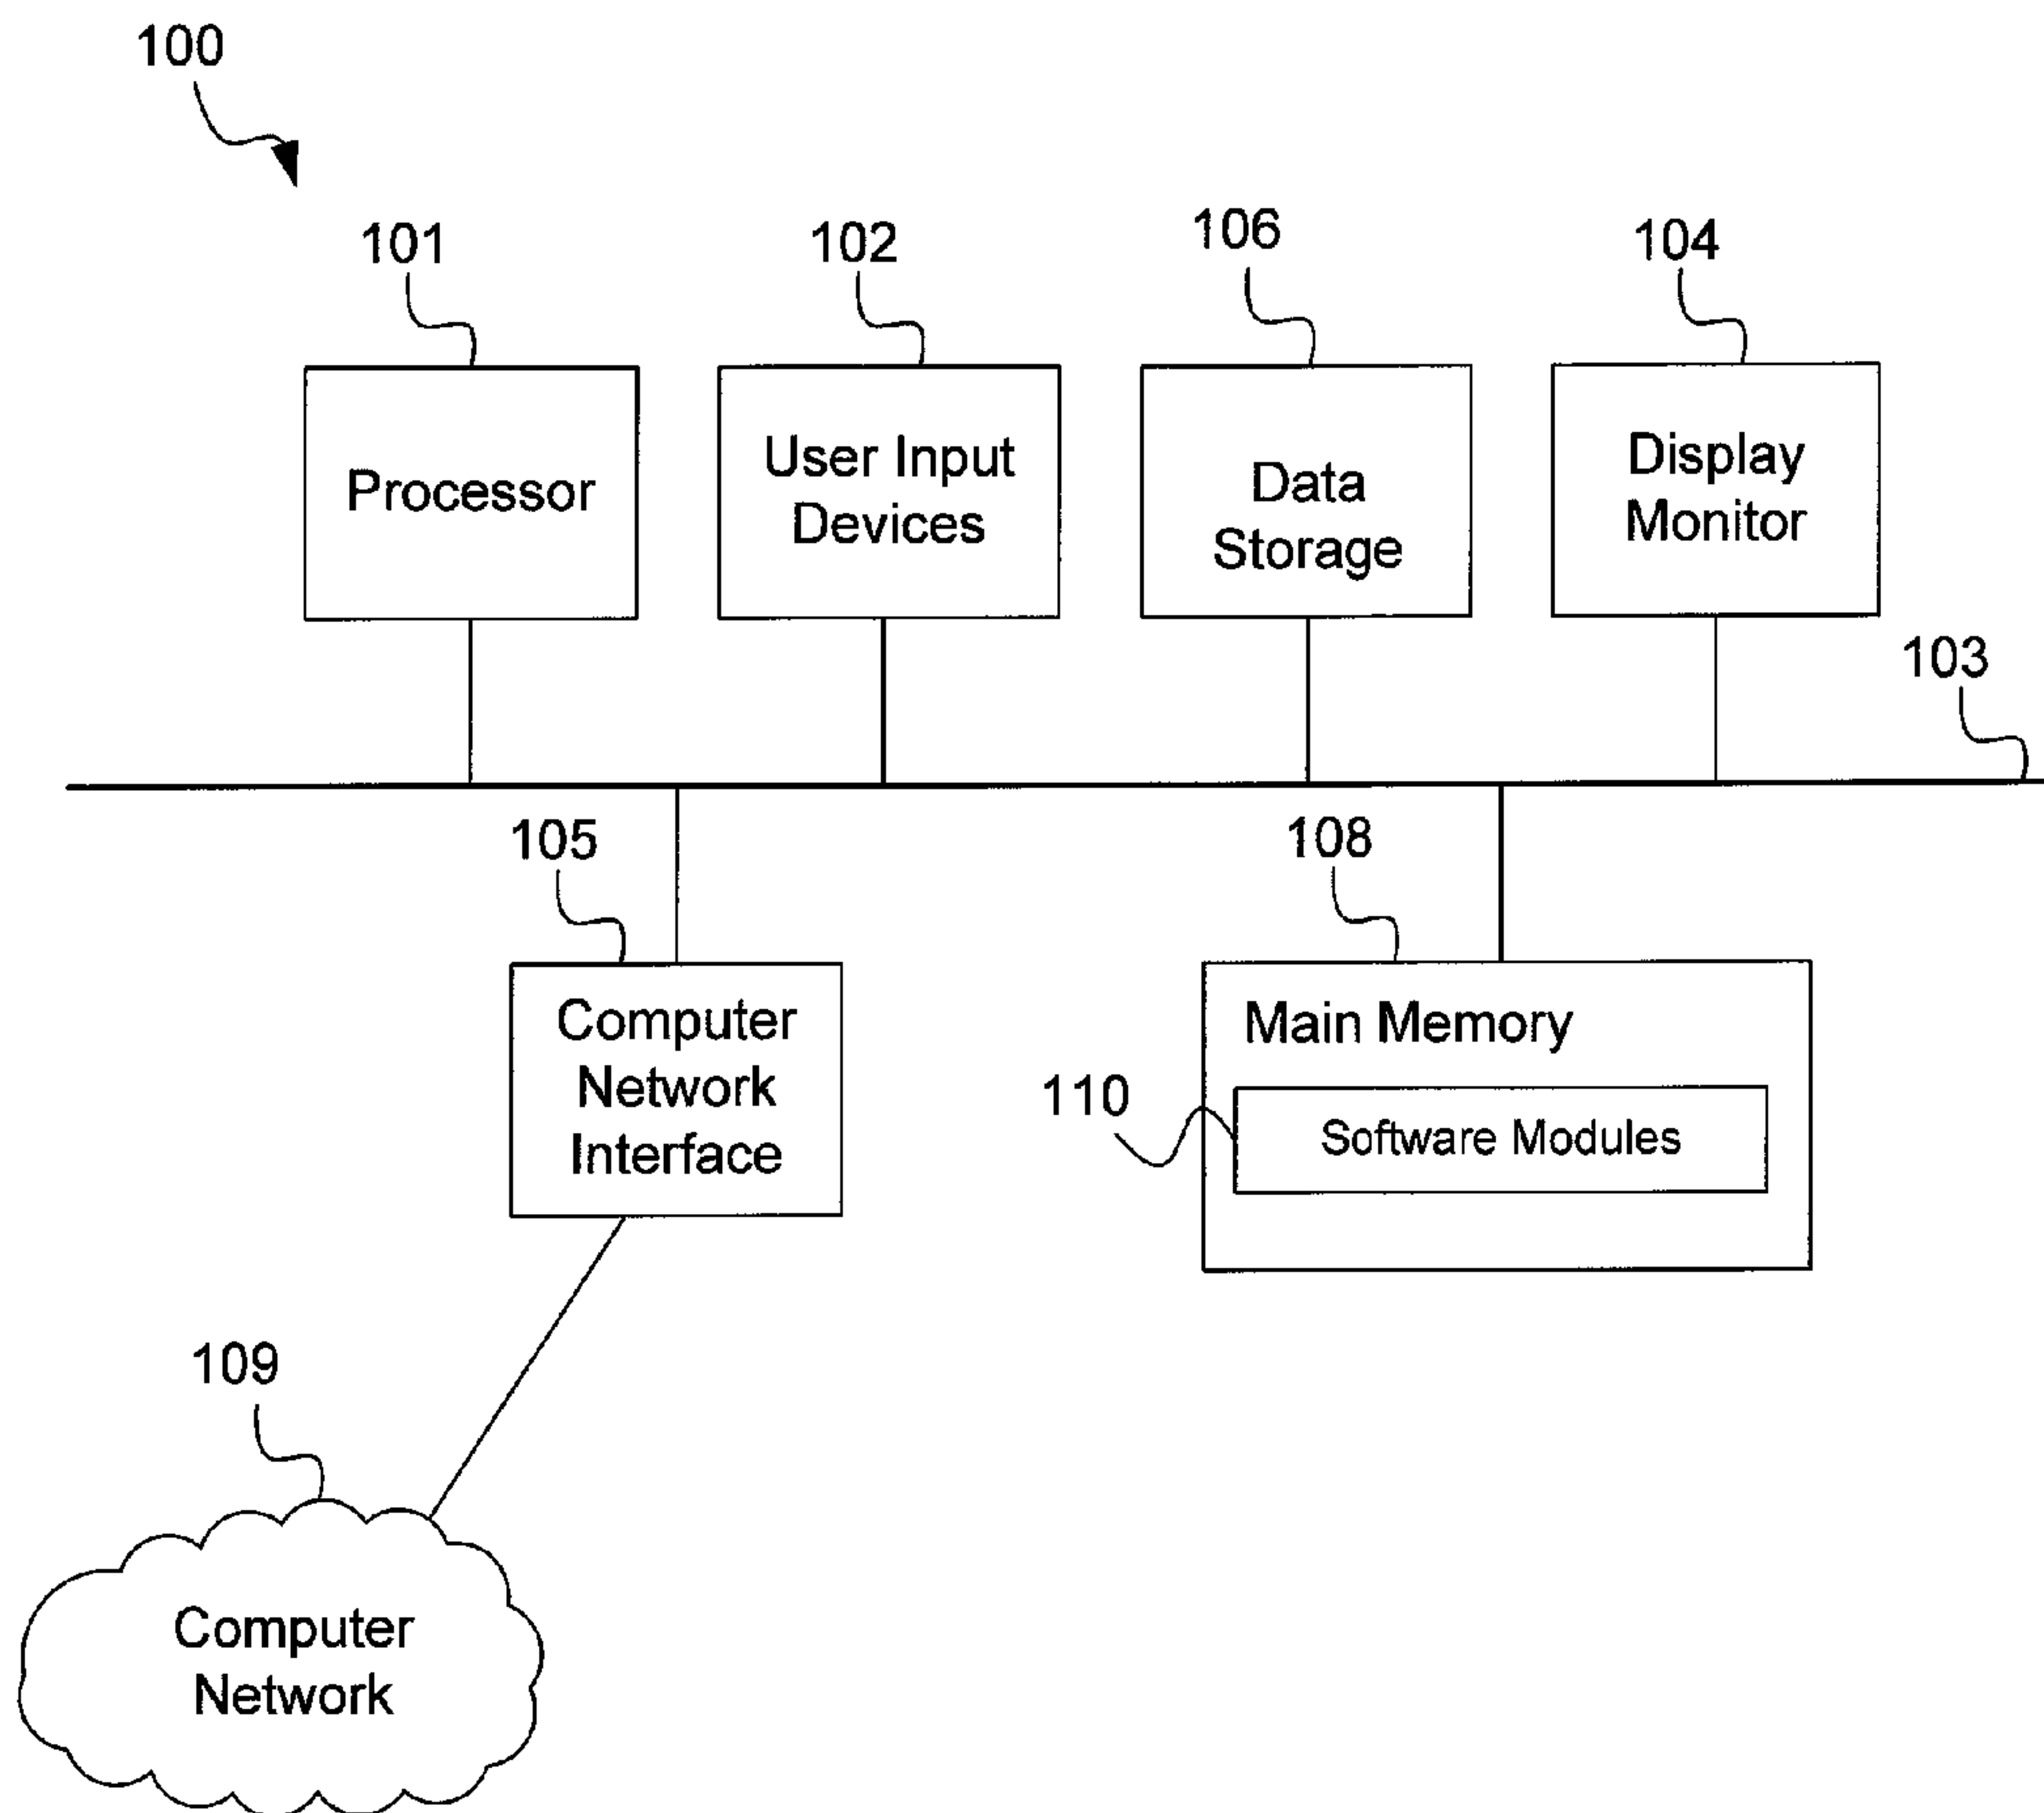 100
101
102
106
104
Processor
User Input
Devices
Data
Storage
Display
Monitor
103
105
108
Computer
Network
Interface
Main Memory
110
Software Modules
109
Computer
Network